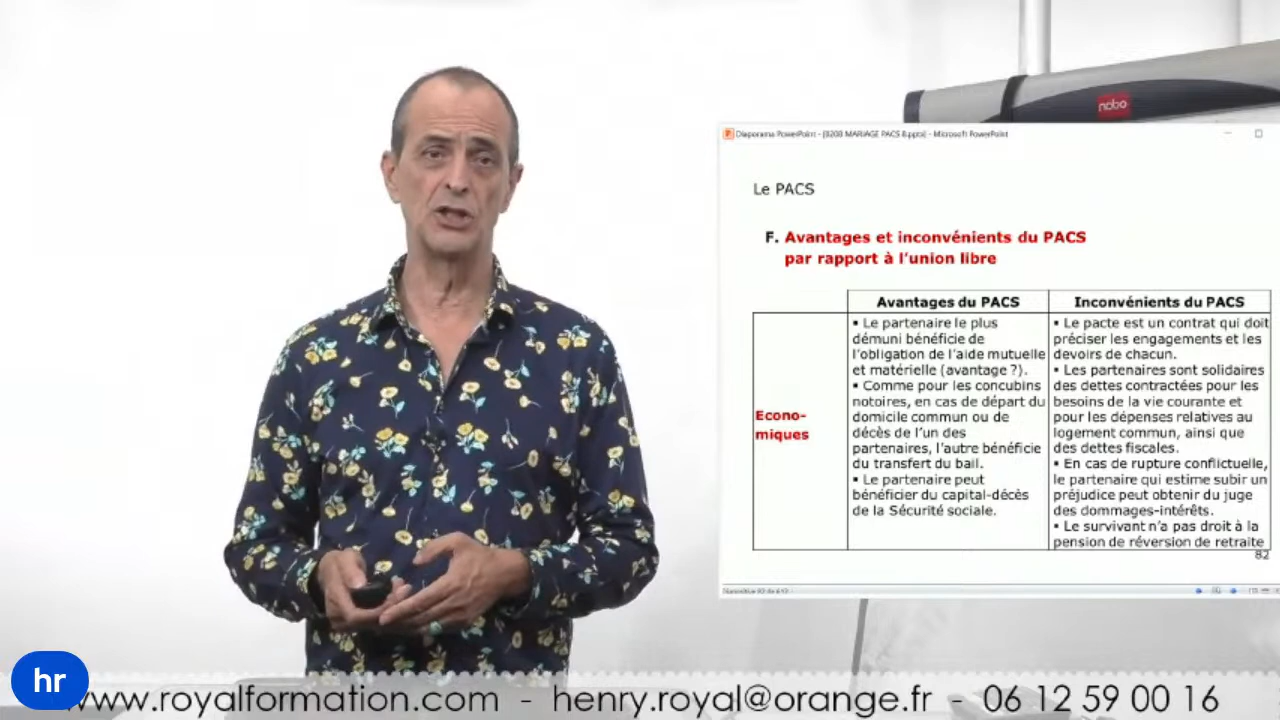 nobo
Diaporama PowerPoint - [0208 MARIAGE PACS 8.pptx] - Microsoft PowerPoint
Le PACS
F. Avantages et inconvénients du PACS
par rapport à l'union libre
Avantages du PACS
Inconvénients du PACS
Econo-
miques
▪ Le partenaire le plus
démuni bénéficie de
l'obligation de l'aide mutuelle
et matérielle (avantage ?).
▪ Comme pour les concubins
notoires, en cas de départ du
domicile commun ou de
décès de l'un des
partenaires, l'autre bénéficie
du transfert du bail.
▪ Le partenaire peut
bénéficier du capital-décès
de la Sécurité sociale.
▪ Le pacte est un contrat qui doit
préciser les engagements et les
devoirs de chacun.
▪ Les partenaires sont solidaires
des dettes contractées pour les
besoins de la vie courante et
pour les dépenses relatives au
logement commun, ainsi que
des dettes fiscales.
▪ En cas de rupture conflictuelle,
le partenaire qui estime subir un
préjudice peut obtenir du juge
des dommages-intérêts.
▪ Le survivant n'a pas droit à la
pension de réversion de retraite
82
hr
www.royalformation.com - henry.royal@orange.fr - 06 12 59 00 16